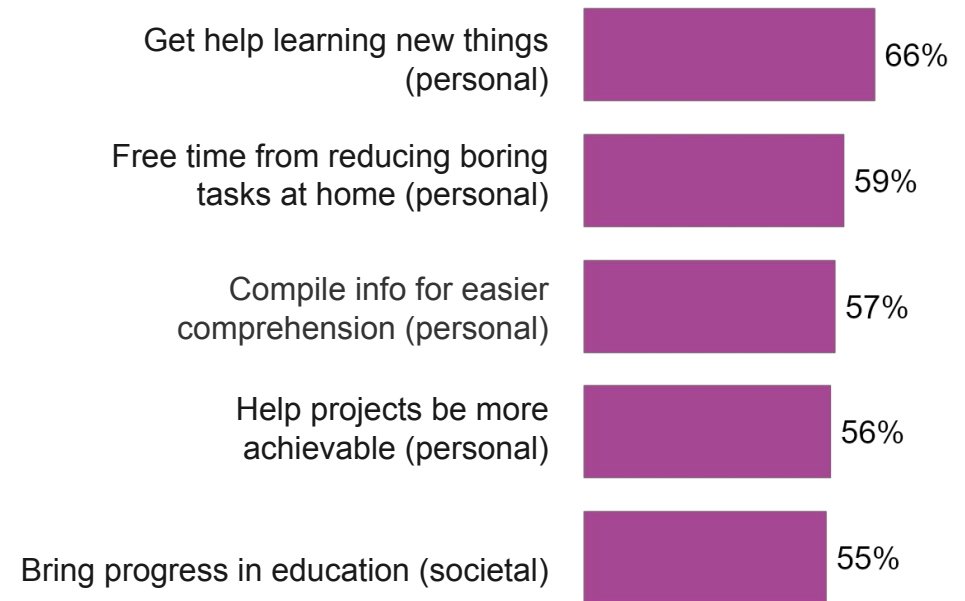 Get help learning new things
(personal)
66%
Free time from reducing boring
tasks at home (personal)
59%
Compile info for easier
comprehension (personal)
57%
Help projects be more
achievable (personal)
56%
Bring progress in education (societal)
55%